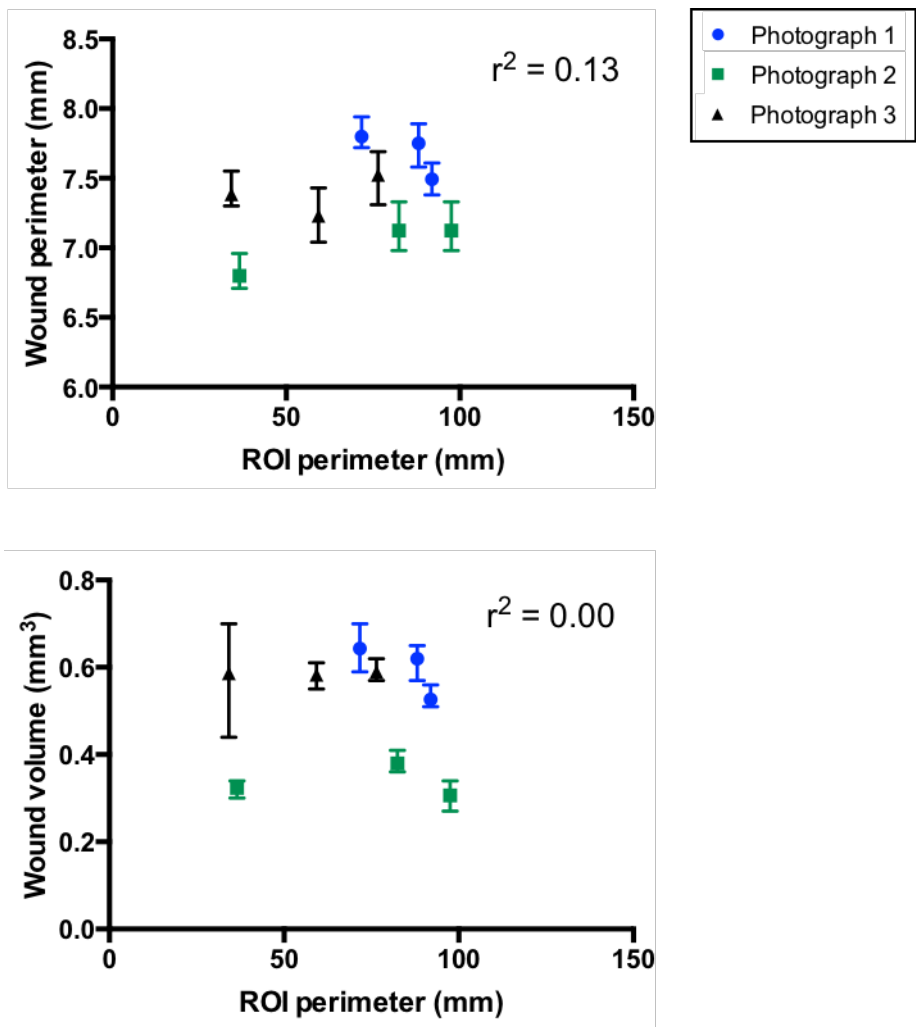 8.5
8.0
7.5
7.0
6.5
6.0
Wound perimeter (mm)
r² = 0.13
0 50 100 150
ROI perimeter (mm)
Photograph 1
Photograph 2
Photograph 3
0.8
0.6
0.4
0.2
0.0
Wound volume (mm³)
r² = 0.00
0 50 100 150
ROI perimeter (mm)